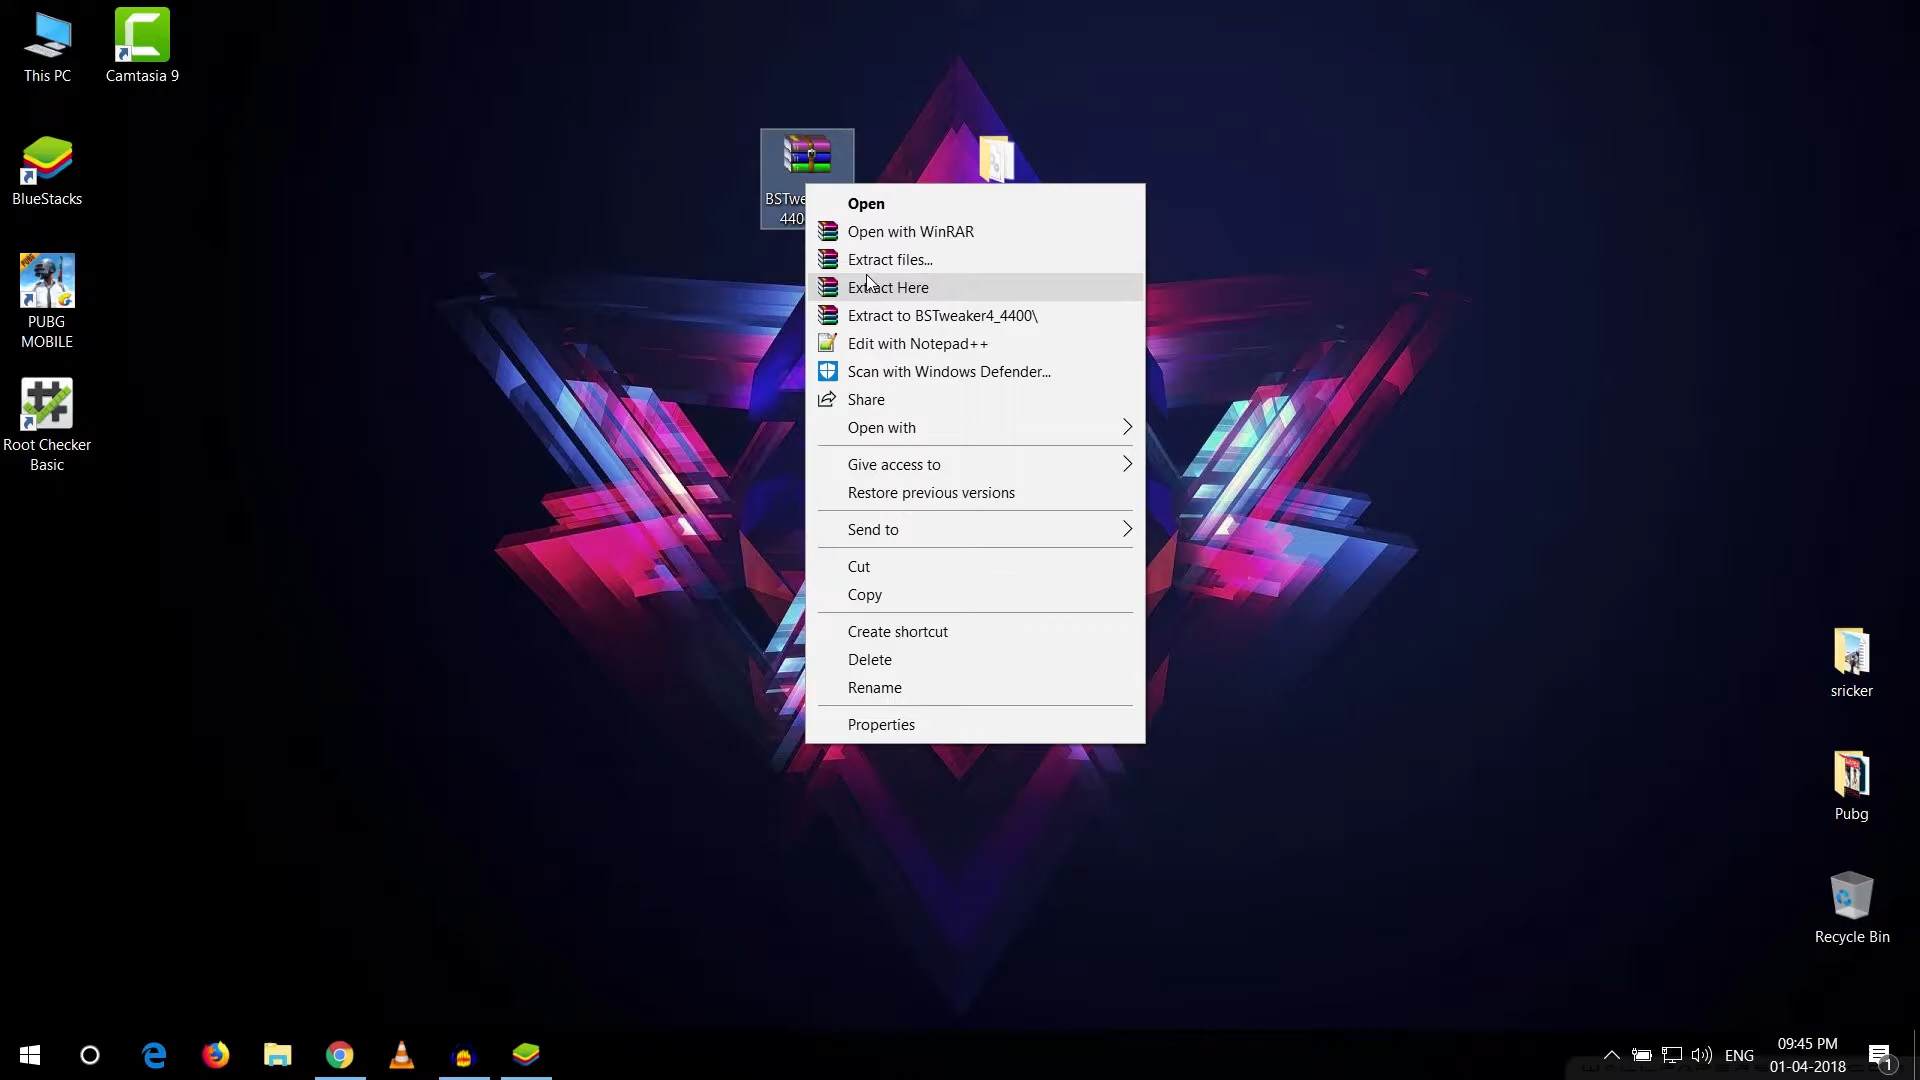 This PC
Camtasia 9
BlueStacks
PUBG
MOBILE
Root Checker
Basic
Open
Open with WinRAR
Extract files...
Extract Here
Extract to BSTweaker4_4400\
Edit with Notepad++
Scan with Windows Defender...
Share
Open with
Give access to
Restore previous versions
Send to
Cut
Copy
Create shortcut
Delete
Rename
Properties
sricker
Pubg
Recycle Bin
ENG
09:45 PM
01-04-2018
1